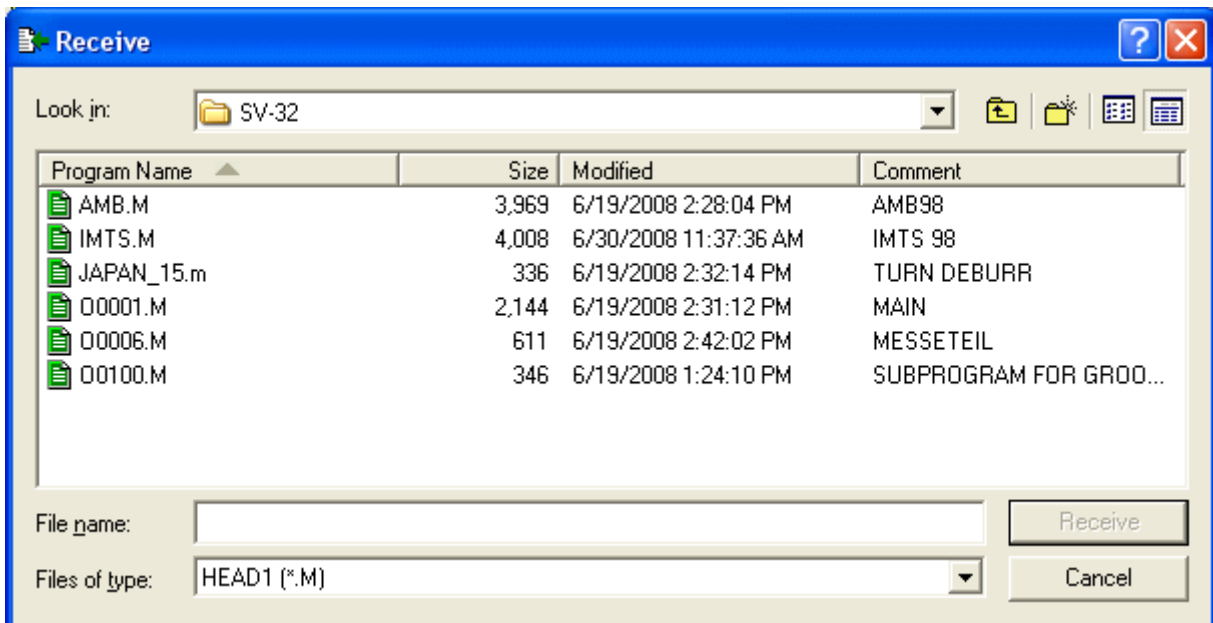 Receive
Look in: SV-32
Program Name Size Modified Comment
AMB.M 3,969 6/19/2008 2:28:04 PM AMB98
IMTS.M 4,008 6/30/2008 11:37:36 AM IMTS 98
JAPAN_15.m 336 6/19/2008 2:32:14 PM TURN DEBURR
O0001.M 2,144 6/19/2008 2:31:12 PM MAIN
O0006.M 611 6/19/2008 2:42:02 PM MESSETEIL
O0100.M 346 6/19/2008 1:24:10 PM SUBPROGRAM FOR GROO...
File name: Receive
Files of type: HEAD1 (*.M) Cancel